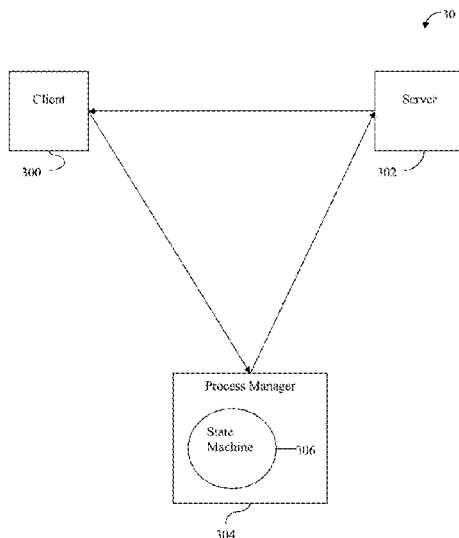 30
Client
Server
300
302
Process Manager
State
Machine
306
304